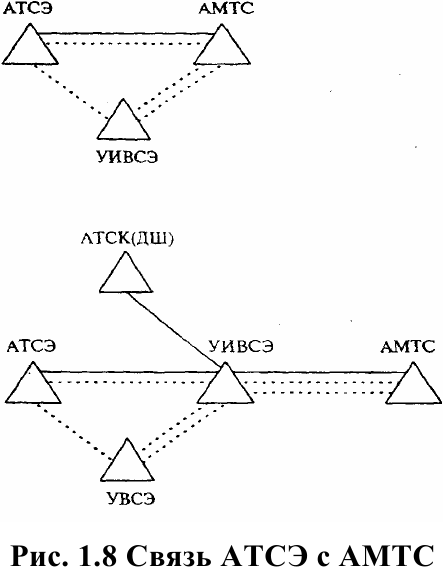 АТСЭ АМТС
УИВСЭ
АТСК(ДШ)
АТСЭ УИВСЭ АМТС
УВСЭ
Рис. 1.8 Связь АТСЭ с АМТС